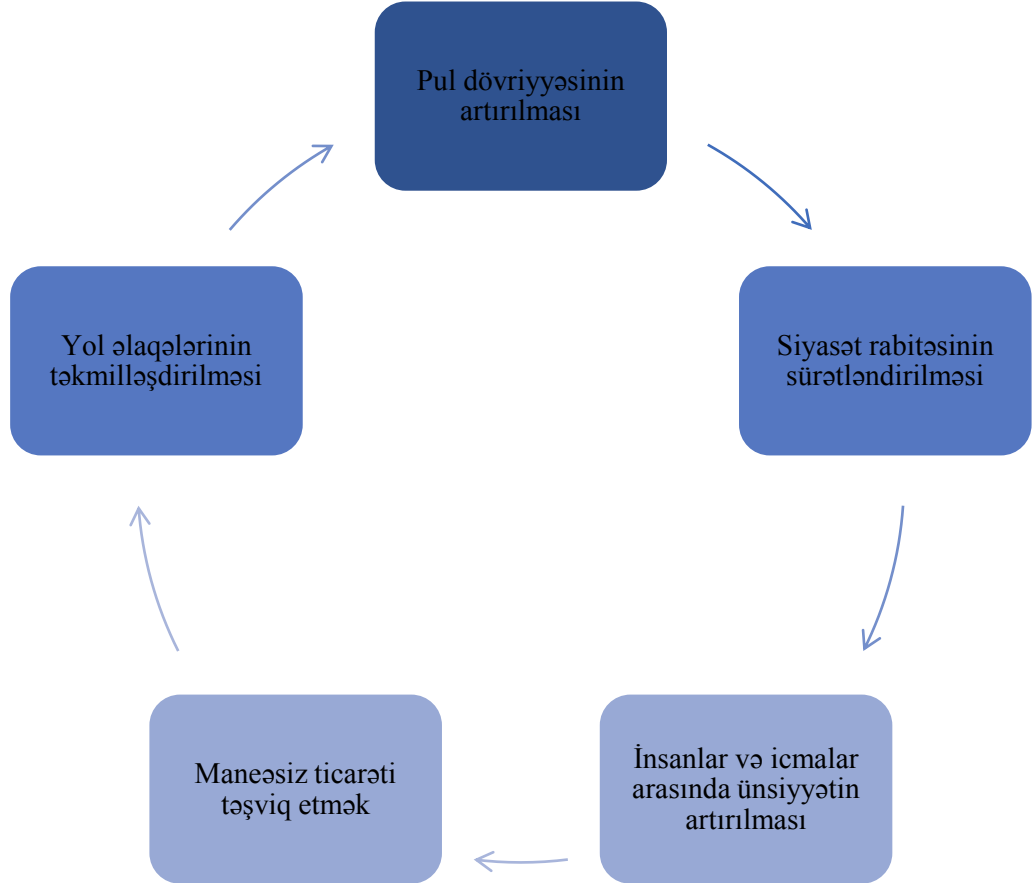 Pul dövriyyəsinin
artırılması
Siyasət rabitəsinin
sürətləndirilməsi
İnsanlar və icmalar
arasında ünsiyyətin
artırılması
Maneəsiz ticarəti
təşviq etmək
Yol əlaqələrinin
təkmilləşdirilməsi